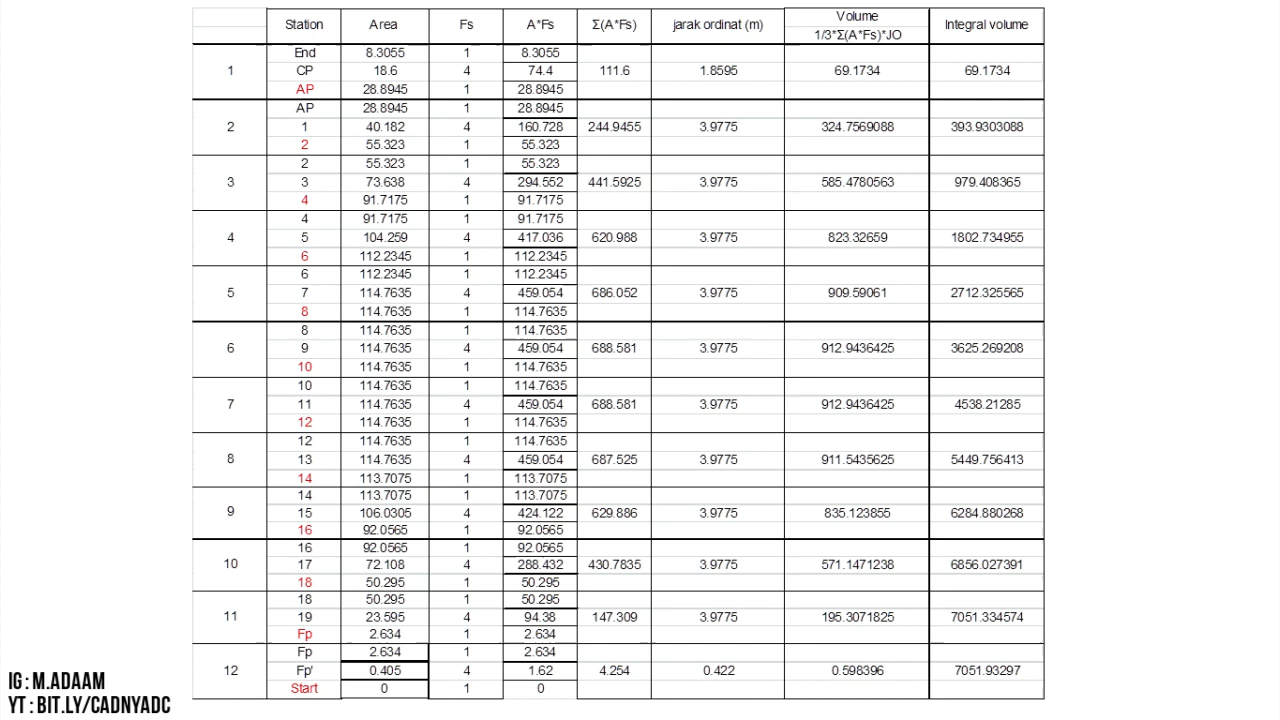 Station Area Fs A*Fs Σ(A*Fs) jarak ordinat (m) Volume Integral volume
1/3*Σ(A*Fs)*JO
End 8.3055 1 8.3055
1 CP 18.6 4 74.4 111.6 1.8595 69.1734 69.1734
AP 28.8945 1 28.8945
AP 28.8945 1 28.8945
2 1 40.182 4 160.728 244.9455 3.9775 324.7569088 393.9303088
2 55.323 1 55.323
2 55.323 1 55.323
3 3 73.638 4 294.552 441.5925 3.9775 585.4780563 979.408365
4 91.7175 1 91.7175
4 91.7175 1 91.7175
4 5 104.259 4 417.036 620.988 3.9775 823.32659 1802.734955
6 112.2345 1 112.2345
6 112.2345 1 112.2345
5 7 114.7635 4 459.054 686.052 3.9775 909.59061 2712.325565
8 114.7635 1 114.7635
8 114.7635 1 114.7635
6 9 114.7635 4 459.054 688.581 3.9775 912.9436425 3625.269208
10 114.7635 1 114.7635
10 114.7635 1 114.7635
7 11 114.7635 4 459.054 688.581 3.9775 912.9436425 4538.21285
12 114.7635 1 114.7635
12 114.7635 1 114.7635
8 13 114.7635 4 459.054 687.525 3.9775 911.5435625 5449.756413
14 113.7075 1 113.7075
14 113.7075 1 113.7075
9 15 106.0305 4 424.122 629.886 3.9775 835.123855 6284.880268
16 92.0565 1 92.0565
16 92.0565 1 92.0565
10 17 72.108 4 288.432 430.7835 3.9775 571.1471238 6856.027391
18 50.295 1 50.295
18 50.295 1 50.295
11 19 23.595 4 94.38 147.309 3.9775 195.3071825 7051.334574
Fp 2.634 1 2.634
Fp 2.634 1 2.634
12 Fp' 0.405 4 1.62 4.254 0.422 0.598396 7051.93297
Start 0 1 0
IG : M.ADAAM
YT : BIT.LY/CADNYADC